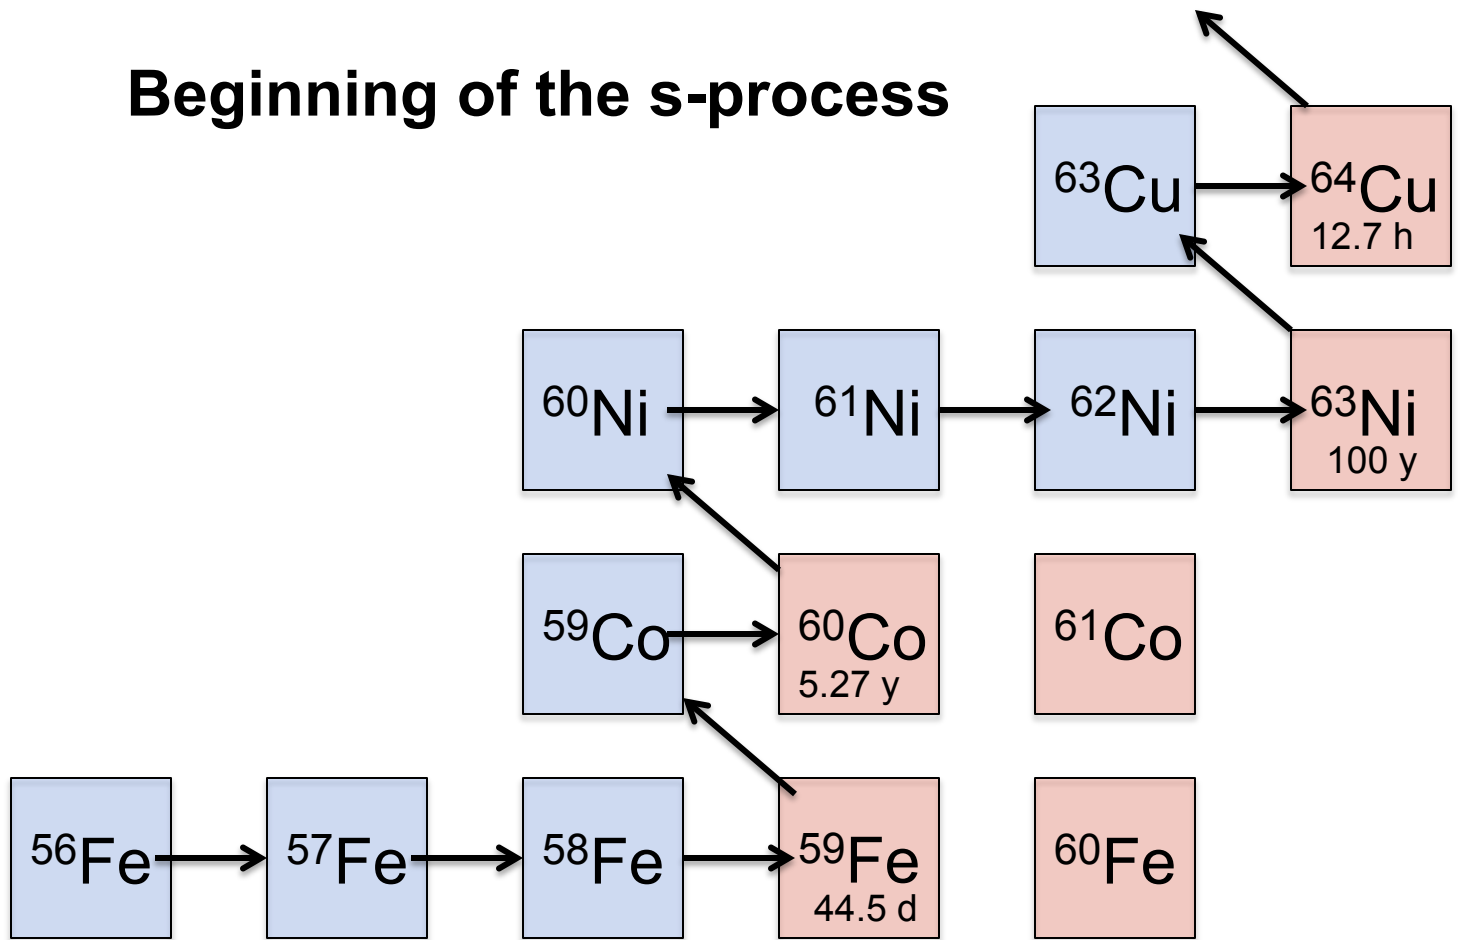 Beginning of the s-process
⁶³Cu
⁶⁴Cu
12.7 h
⁶⁰Ni
⁶¹Ni
⁶²Ni
⁶³Ni
100 y
⁵⁹Co
⁶⁰Co
5.27 y
⁶¹Co
⁵⁶Fe
⁵⁷Fe
⁵⁸Fe
⁵⁹Fe
44.5 d
⁶⁰Fe